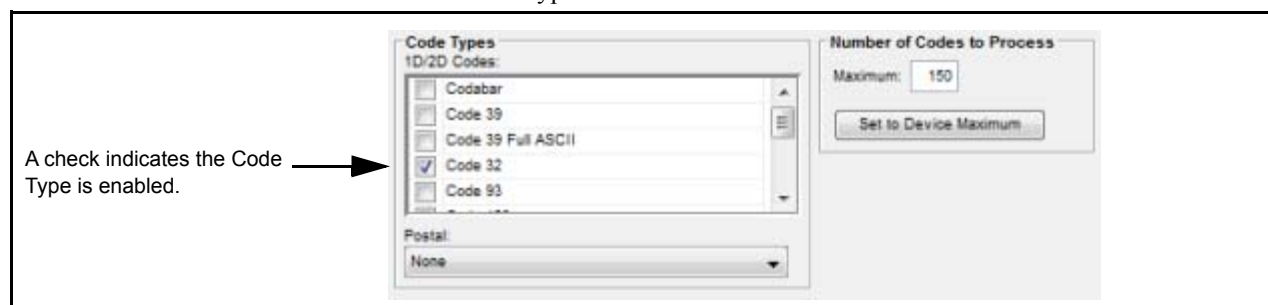 A check indicates the Code
Type is enabled.
Code Types
1D/2D Codes:
Codabar
Code 39
Code 39 Full ASCII
Code 32
Code 93
Postal:
None
Number of Codes to Process
Maximum: 150
Set to Device Maximum